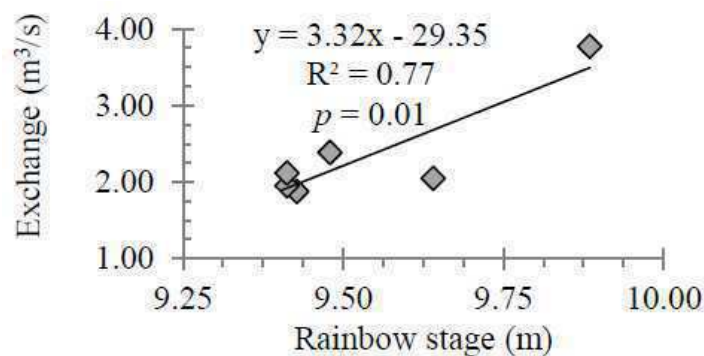 4.00
y = 3.32x - 29.35
R² = 0.77
p = 0.01
3.00
2.00
1.00
Exchange (m³/s)
9.25 9.50 9.75 10.00
Rainbow stage (m)